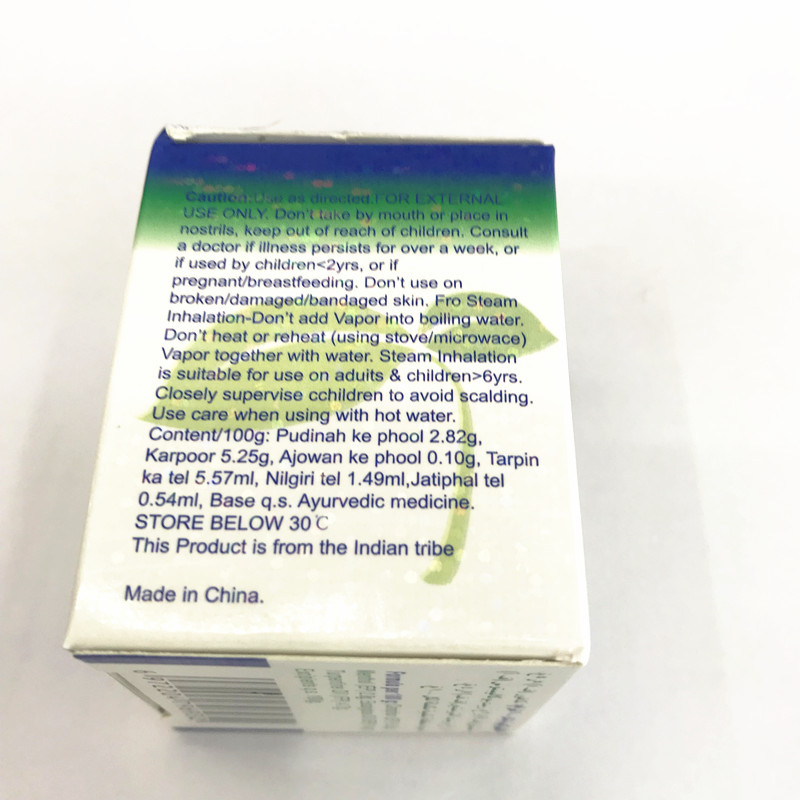 Caution:Use as directed.FOR EXTERNAL
USE ONLY. Don't take by mouth or place in
nostrils, keep out of reach of children. Consult
a doctor if illness persists for over a week, or
if used by children<2yrs, or if
pregnant/breastfeeding. Don't use on
broken/damaged/bandaged skin. Fro Steam
Inhalation-Don't add Vapor into boiling water.
Don't heat or reheat (using stove/microwace)
Vapor together with water. Steam Inhalation
is suitable for use on aduits & children>6yrs.
Closely supervise cchildren to avoid scalding.
Use care when using with hot water.
Content/100g: Pudinah ke phool 2.82g,
Karpoor 5.25g, Ajowan ke phool 0.10g, Tarpin
ka tel 5.57ml, Nilgiri tel 1.49ml,Jatiphal tel
0.54ml, Base q.s. Ayurvedic medicine.
STORE BELOW 30℃
This Product is from the Indian tribe
Made in China.